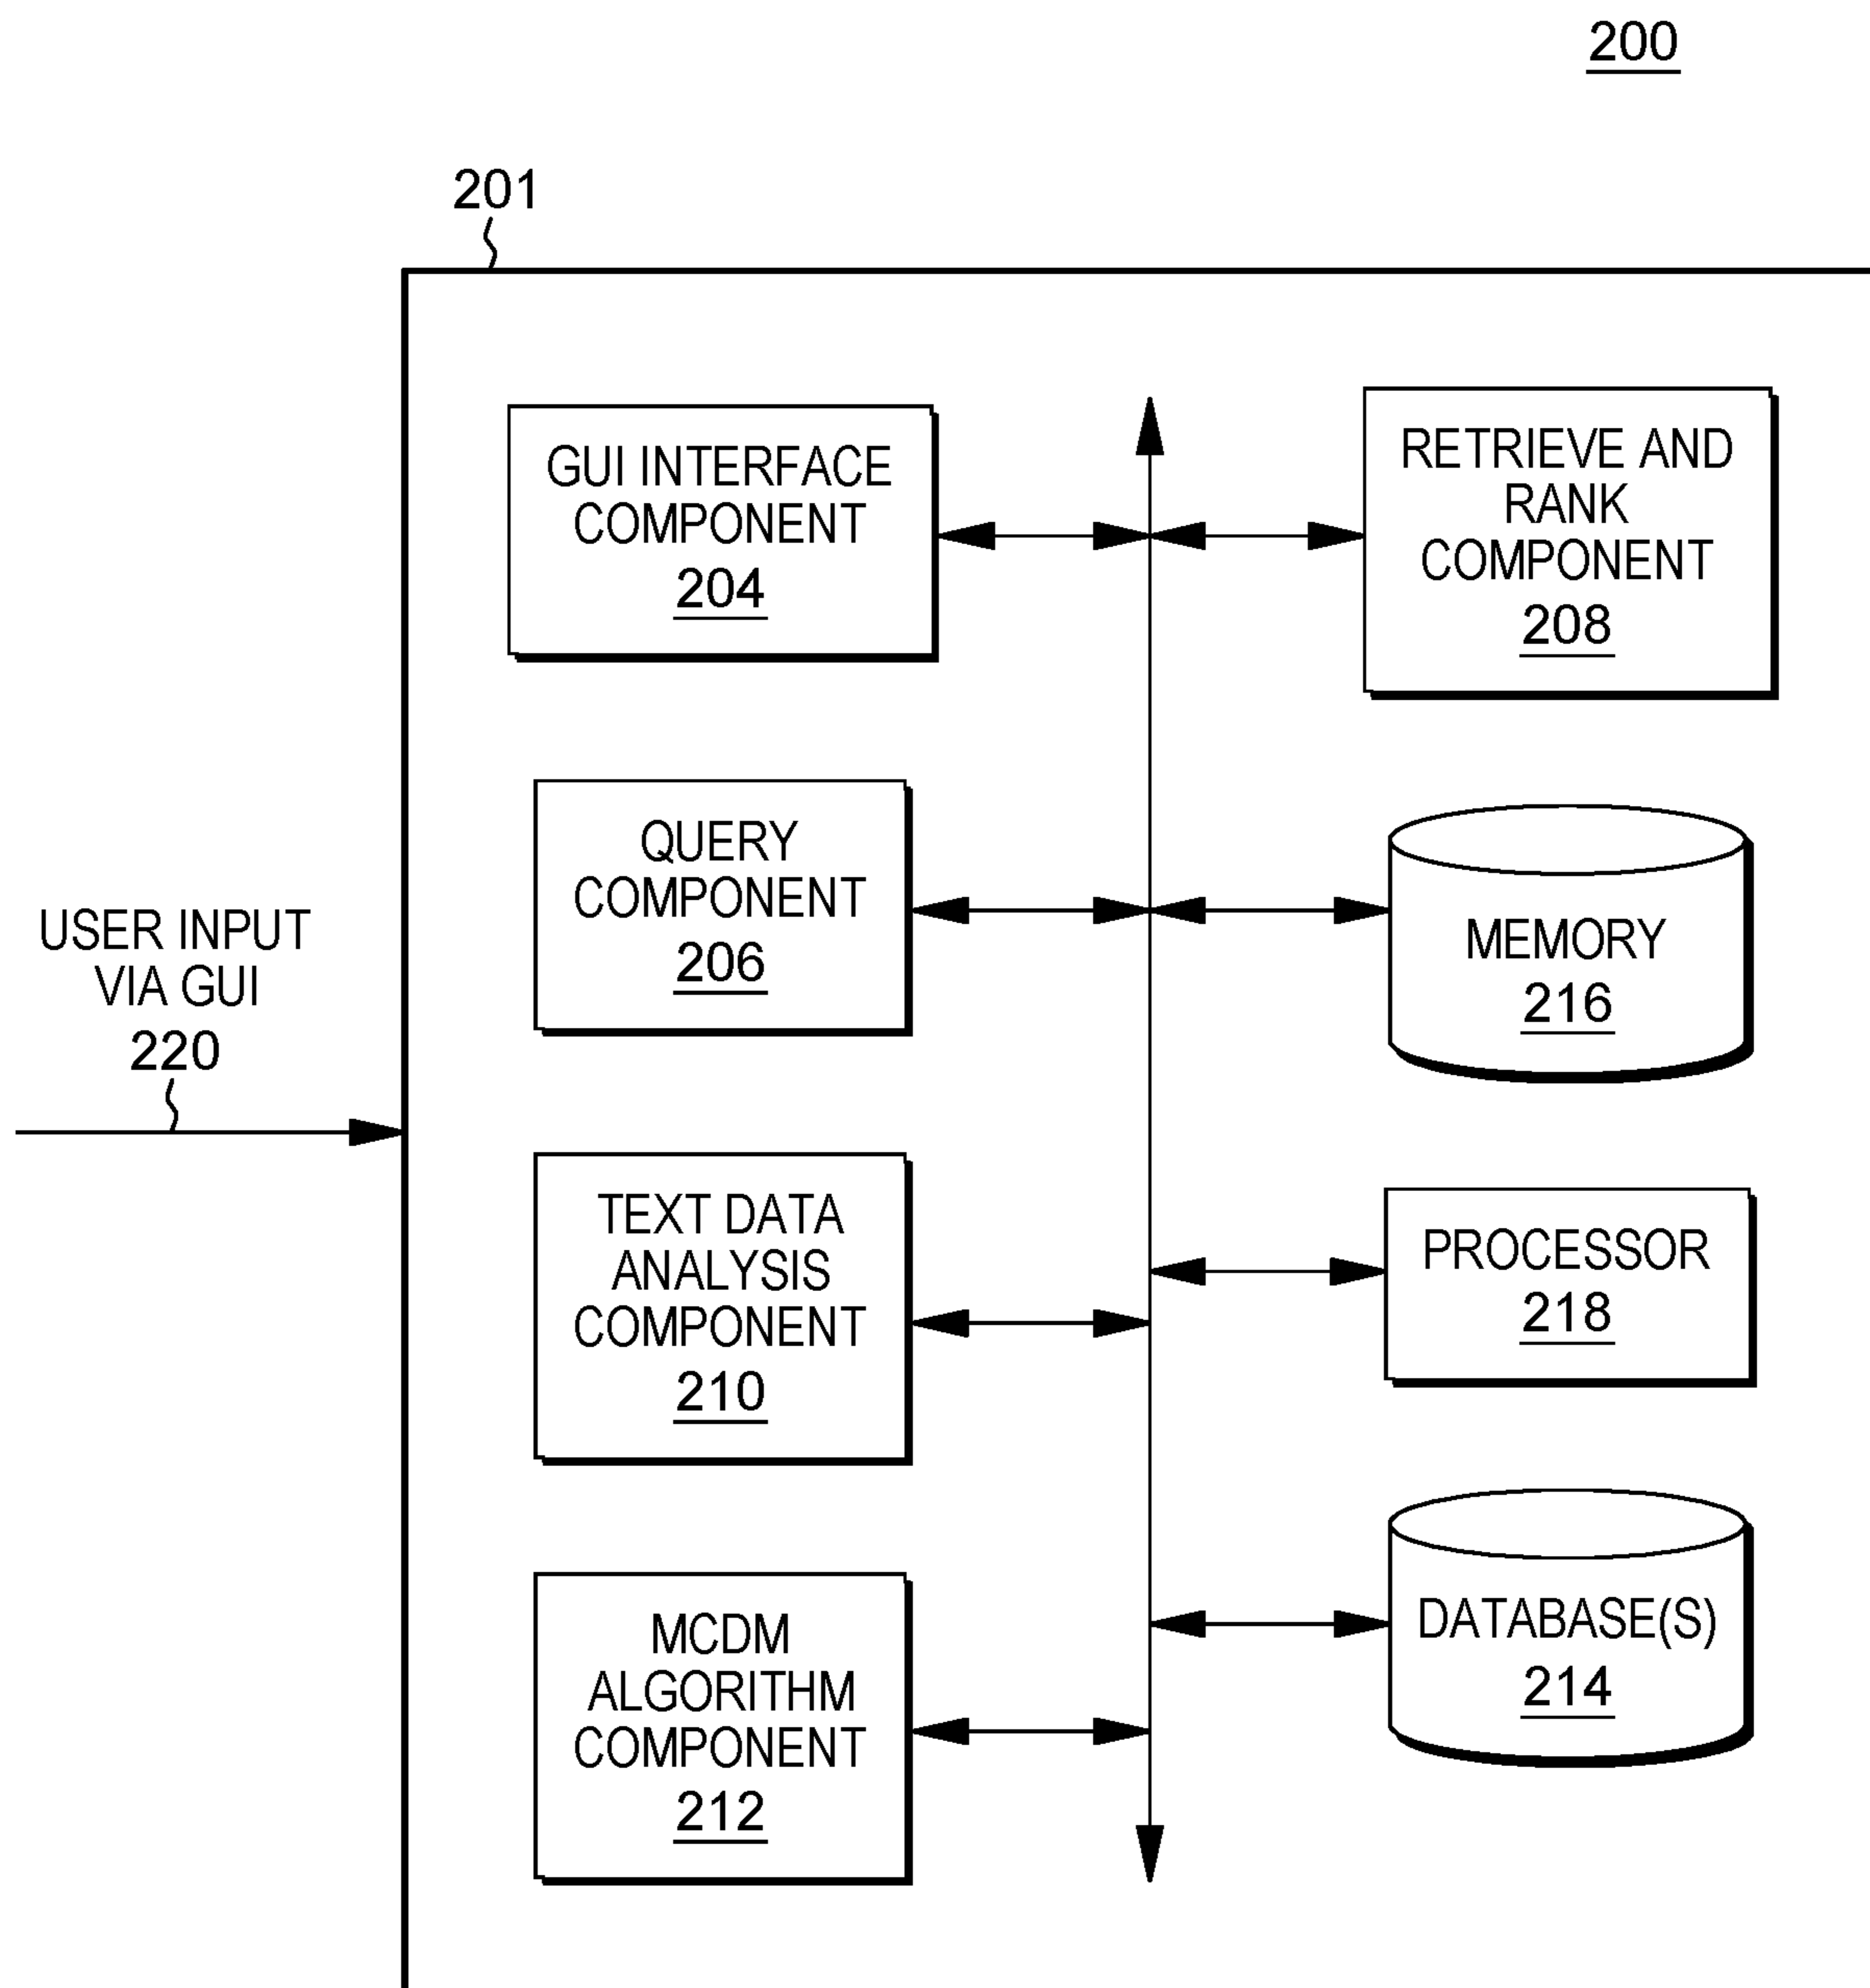 200
201
GUI INTERFACE
COMPONENT
204
RETRIEVE AND
RANK
COMPONENT
208
QUERY
COMPONENT
206
MEMORY
216
USER INPUT
VIA GUI
220
TEXT DATA
ANALYSIS
COMPONENT
210
PROCESSOR
218
MCDM
ALGORITHM
COMPONENT
212
DATABASE(S)
214